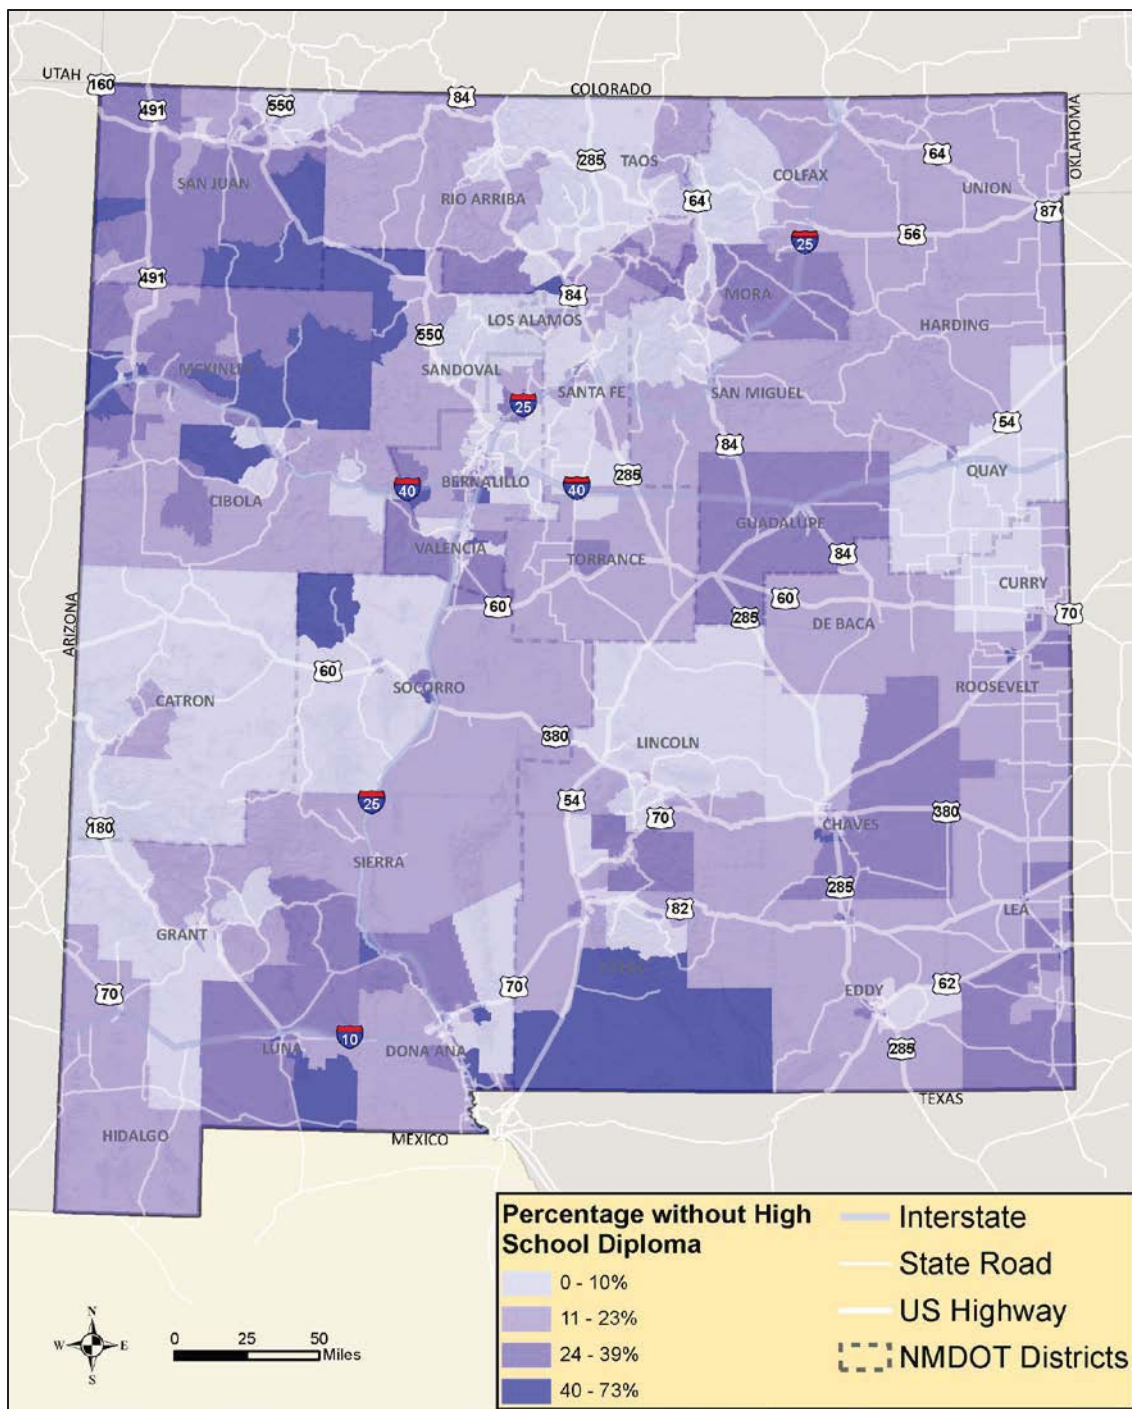 UTAH
160
COLORADO
491
550
84
OKLAHOMA
SAN JUAN
285
TAOS
64
COLFAX
64
UNION
RIO ARRIBA
64
87
56
25
491
84
MORA
LOS ALAMOS
HARDING
550
MCKINLEY
SANDOVAL
SANTA FE
SAN MIGUEL
25
54
84
QUAY
285
BERNALILLO
40
40
CIBOLA
GUADALUPE
VALENCIA
84
TORRANCE
CURRY
60
60
285
70
DE BACA
ARIZONA
60
SOCORRO
ROOSEVELT
CATRON
380
LINCOLN
25
54
70
380
180
CHAVES
SIERRA
285
82
LEA
GRANT
70
70
62
EDDY
10
LUNA
DONA ANA
285
TEXAS
HIDALGO
MEXICO
Percentage without High
School Diploma
0 - 10%
11 - 23%
24 - 39%
40 - 73%
Interstate
State Road
US Highway
NMDOT Districts
N
W E
S
0 25 50
Miles